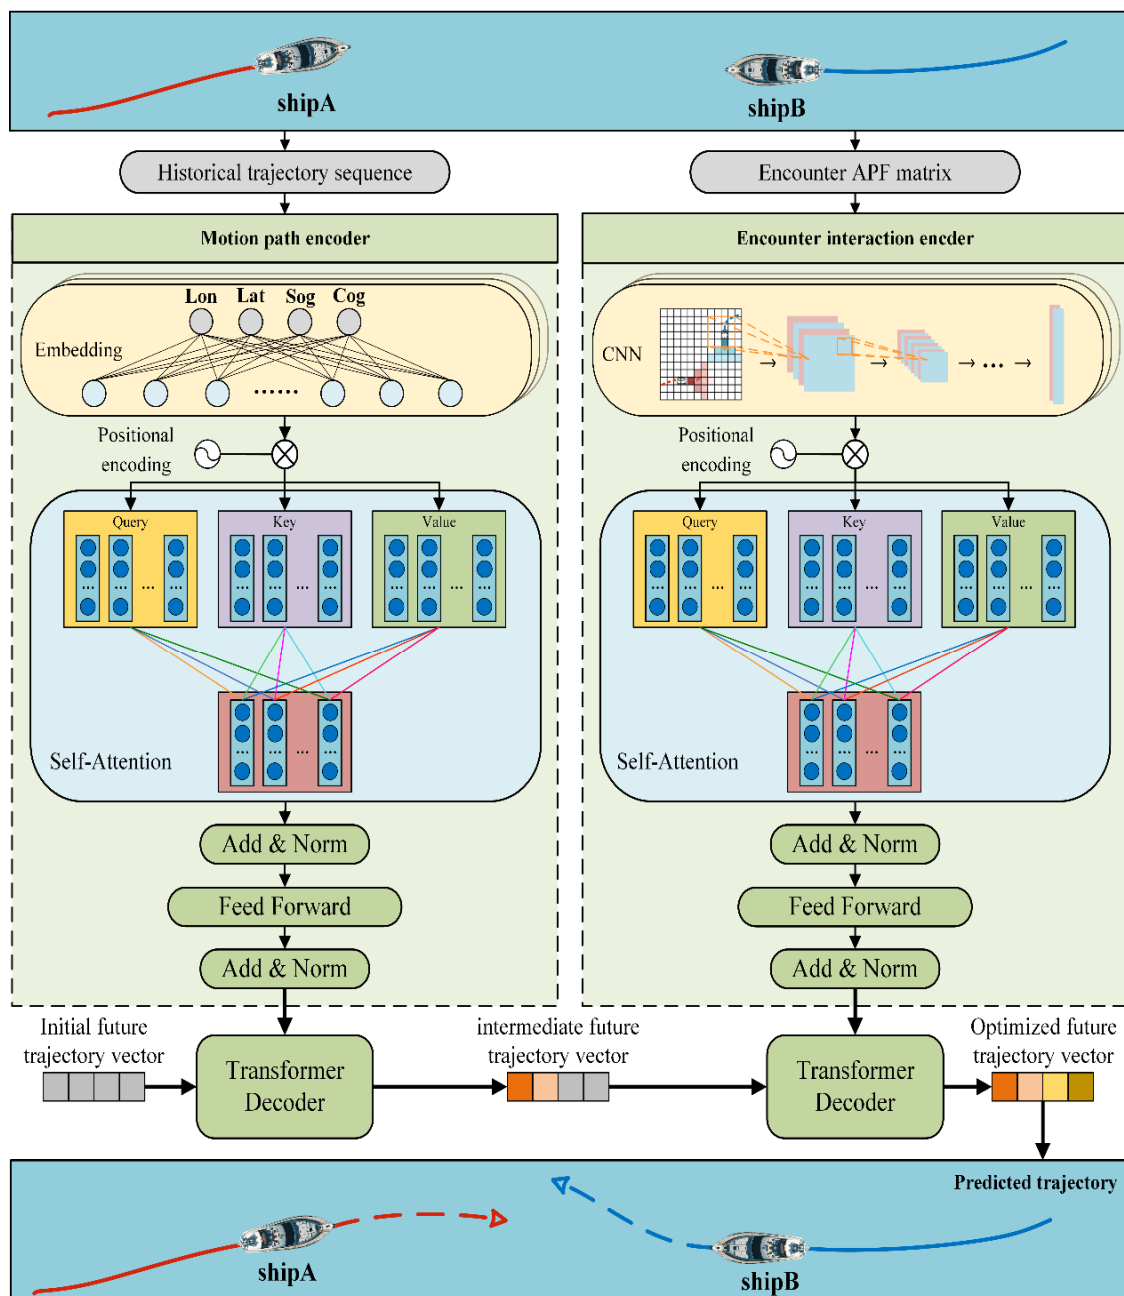 shipA
shipB
Historical trajectory sequence
Encounter APF matrix
Motion path encoder
Encounter interaction encder
Lon Lat Sog Cog
Embedding
CNN
Positional
encoding
Positional
encoding
Query
Key
Value
Query
Key
Value
Self-Attention
Self-Attention
Add & Norm
Add & Norm
Feed Forward
Feed Forward
Add & Norm
Add & Norm
Initial future
trajectory vector
intermediate future
trajectory vector
Optimized future
trajectory vector
Transformer
Decoder
Transformer
Decoder
Predicted trajectory
shipA
shipB